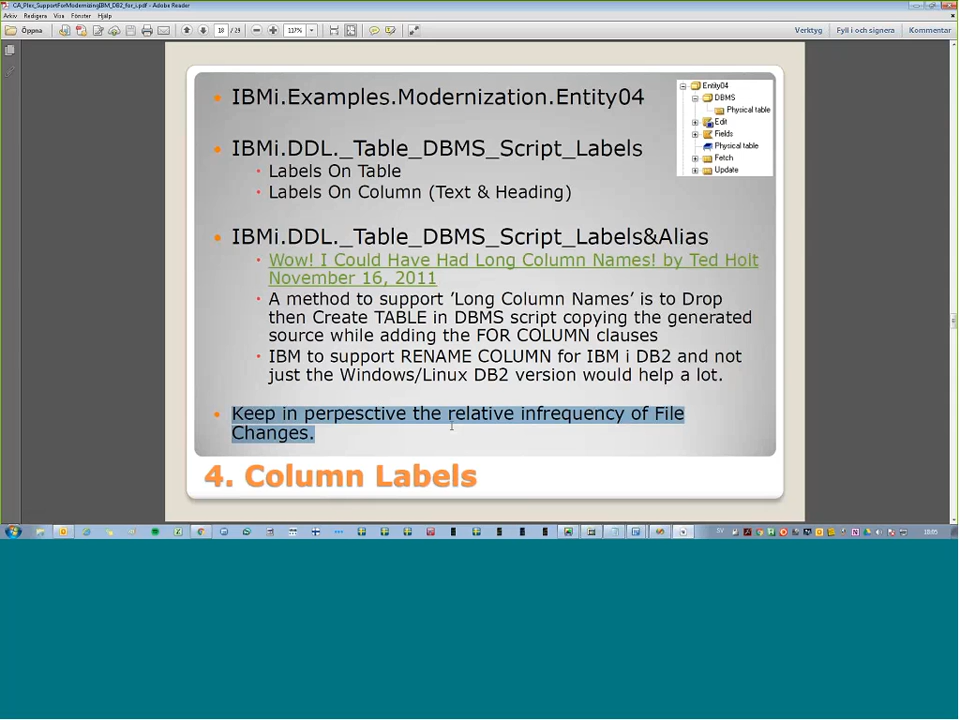 CA_Plex_SupportForModernizingIBM_DB2_for_i.pdf - Adobe Reader
Arkiv Redigera Visa Fönster Hjälp
Öppna 18 / 29 117% Verktyg Fyll i och signera Kommentar
• IBMi.Examples.Modernization.Entity04
• IBMi.DDL._Table_DBMS_Script_Labels
• Labels On Table
• Labels On Column (Text & Heading)
• IBMi.DDL._Table_DBMS_Script_Labels&Alias
• Wow! I Could Have Had Long Column Names! by Ted Holt
November 16, 2011
• A method to support ’Long Column Names’ is to Drop
then Create TABLE in DBMS script copying the generated
source while adding the FOR COLUMN clauses
• IBM to support RENAME COLUMN for IBM i DB2 and not
just the Windows/Linux DB2 version would help a lot.
• Keep in perpesctive the relative infrequency of File
Changes.
Entity04
DBMS
Physical table
Edit
Fields
Physical table
Fetch
Update
4. Column Labels
SV 18:05